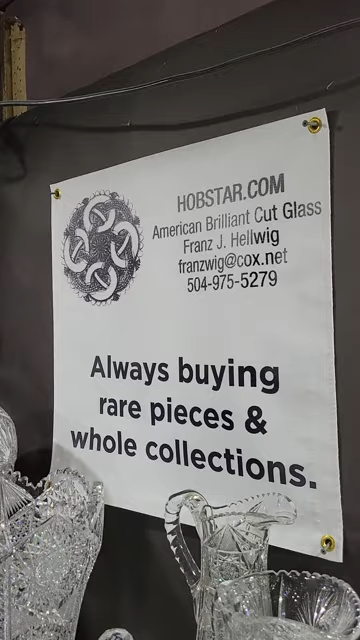 HOBSTAR.COM
American Brilliant Cut Glass
Franz J. Hellwig
franzwig@cox.net
504-975-5279
Always buying
rare pieces &
whole collections.